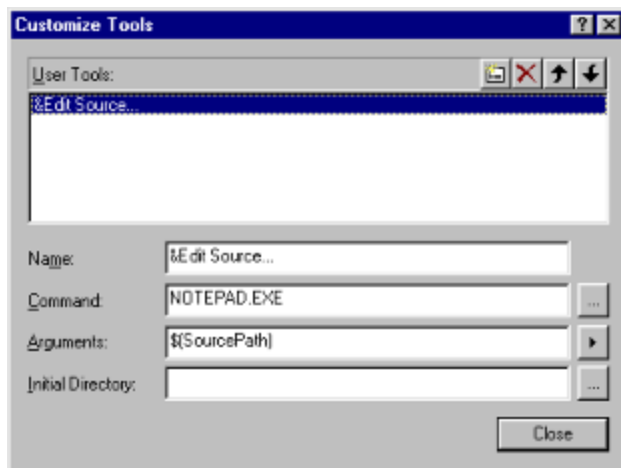 Customize Tools
User Tools:
&Edit Source...
Name:
&Edit Source...
Command:
NOTEPAD.EXE
...
Arguments:
$(SourcePath)
Initial Directory:
...
Close